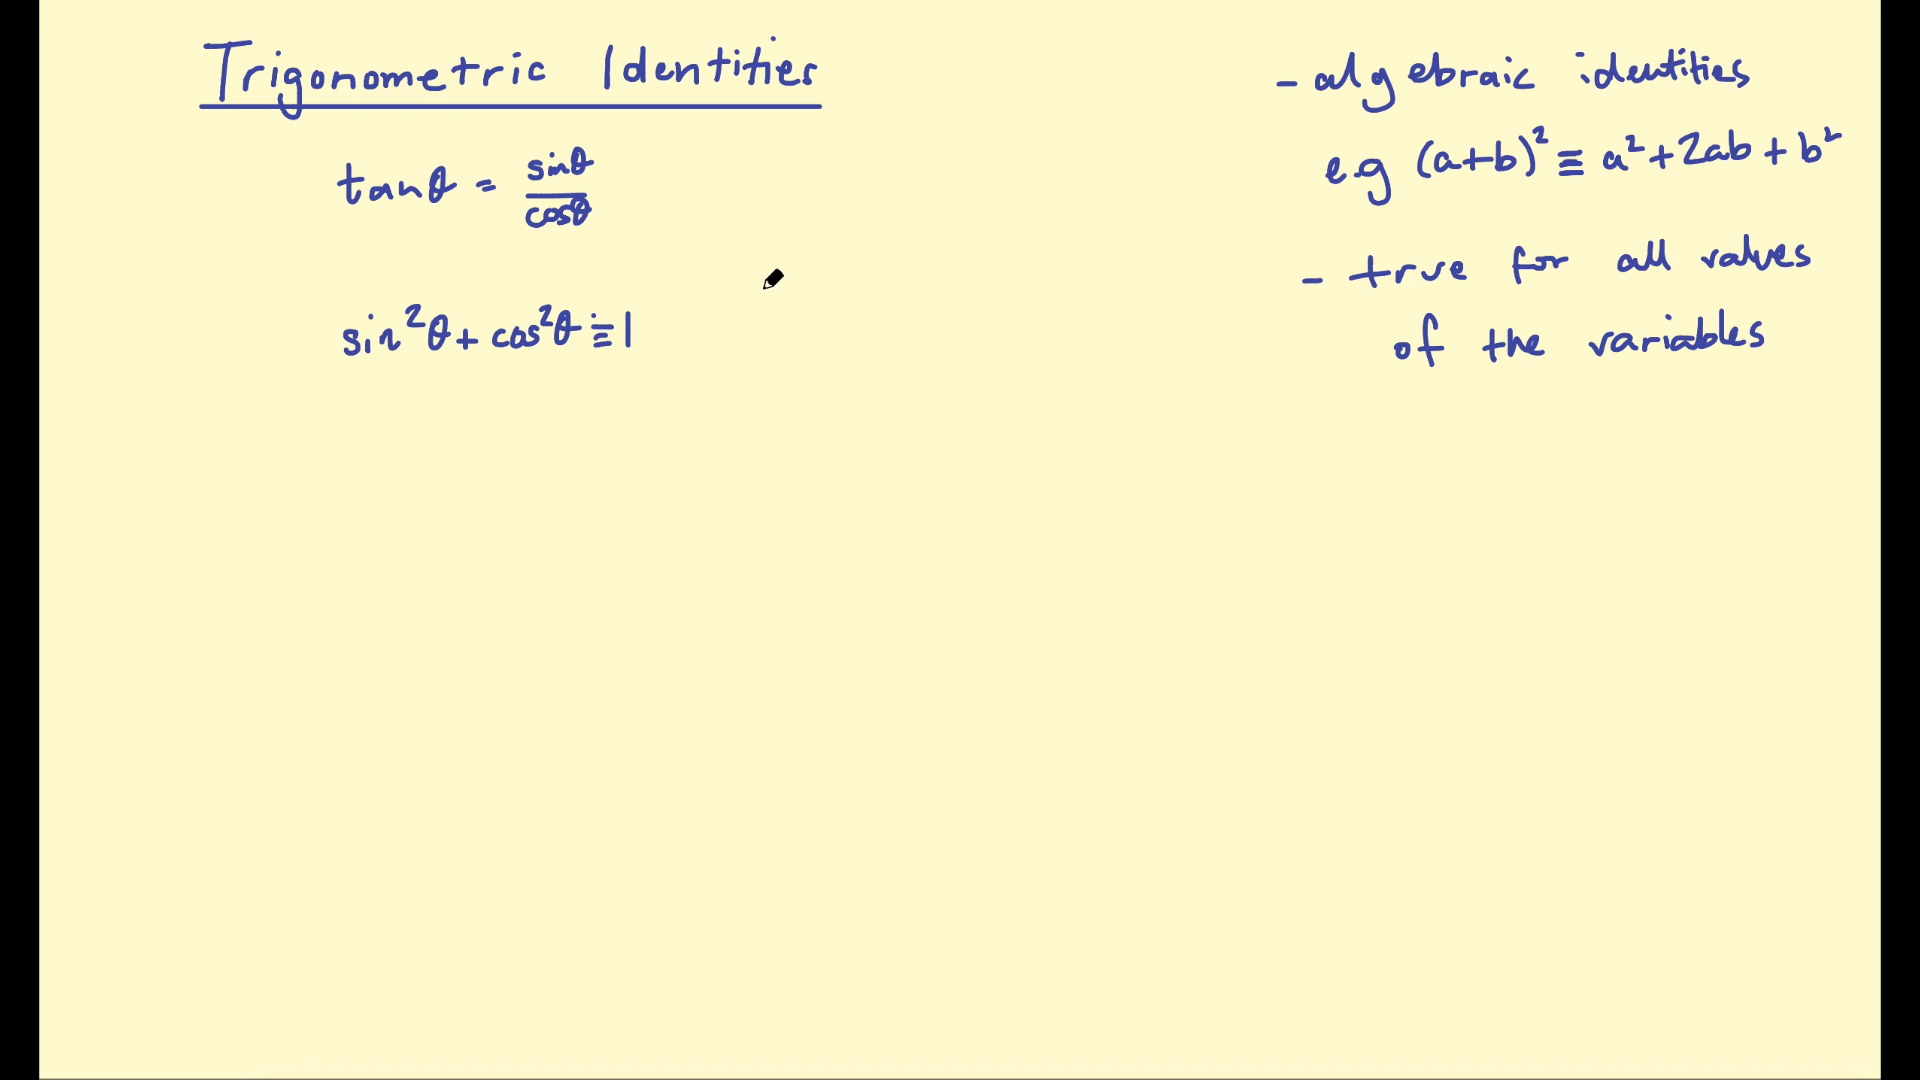 Trigonometric Identities
tanθ = sinθ/cosθ
sin²θ + cos²θ ≡ 1
- algebraic identities
e.g (a+b)² ≡ a² + 2ab + b²
- true for all values
of the variables